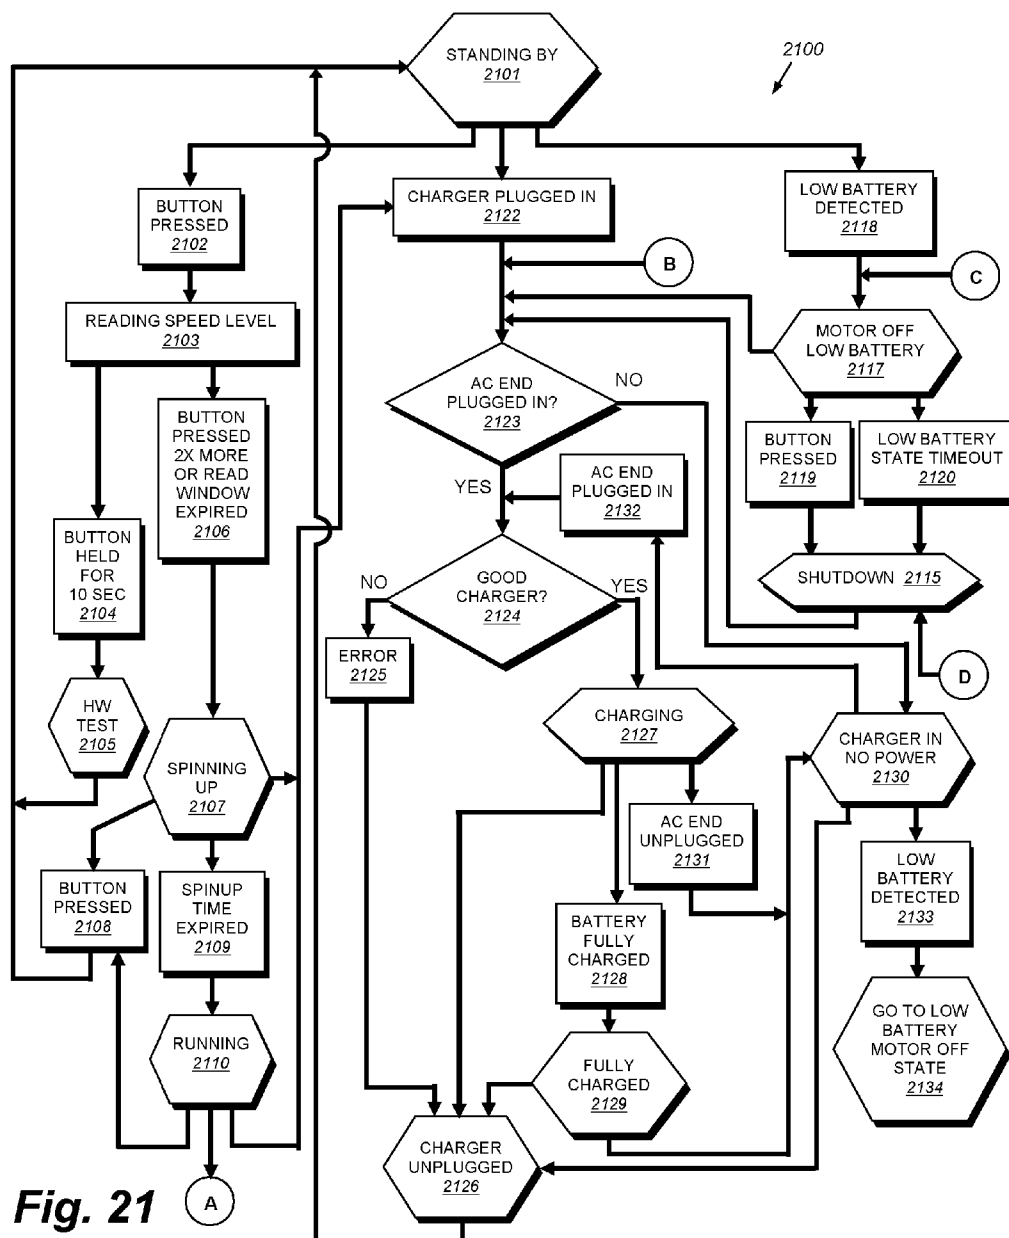 2100
STANDING BY
2101
BUTTON
PRESSED
2102
CHARGER PLUGGED IN
2122
LOW BATTERY
DETECTED
2118
B
C
READING SPEED LEVEL
2103
MOTOR OFF
LOW BATTERY
2117
AC END
PLUGGED IN?
2123
NO
YES
BUTTON
PRESSED
2X MORE
OR READ
WINDOW
EXPIRED
2106
BUTTON
PRESSED
2119
LOW BATTERY
STATE TIMEOUT
2120
AC END
PLUGGED IN
2132
BUTTON
HELD
FOR
10 SEC
2104
GOOD
CHARGER?
2124
NO
YES
SHUTDOWN 2115
ERROR
2125
D
HW
TEST
2105
CHARGING
2127
CHARGER IN
NO POWER
2130
SPINNING
UP
2107
AC END
UNPLUGGED
2131
LOW
BATTERY
DETECTED
2133
BUTTON
PRESSED
2108
SPINUP
TIME
EXPIRED
2109
BATTERY
FULLY
CHARGED
2128
GO TO LOW
BATTERY
MOTOR OFF
STATE
2134
RUNNING
2110
FULLY
CHARGED
2129
CHARGER
UNPLUGGED
2126
A
Fig. 21